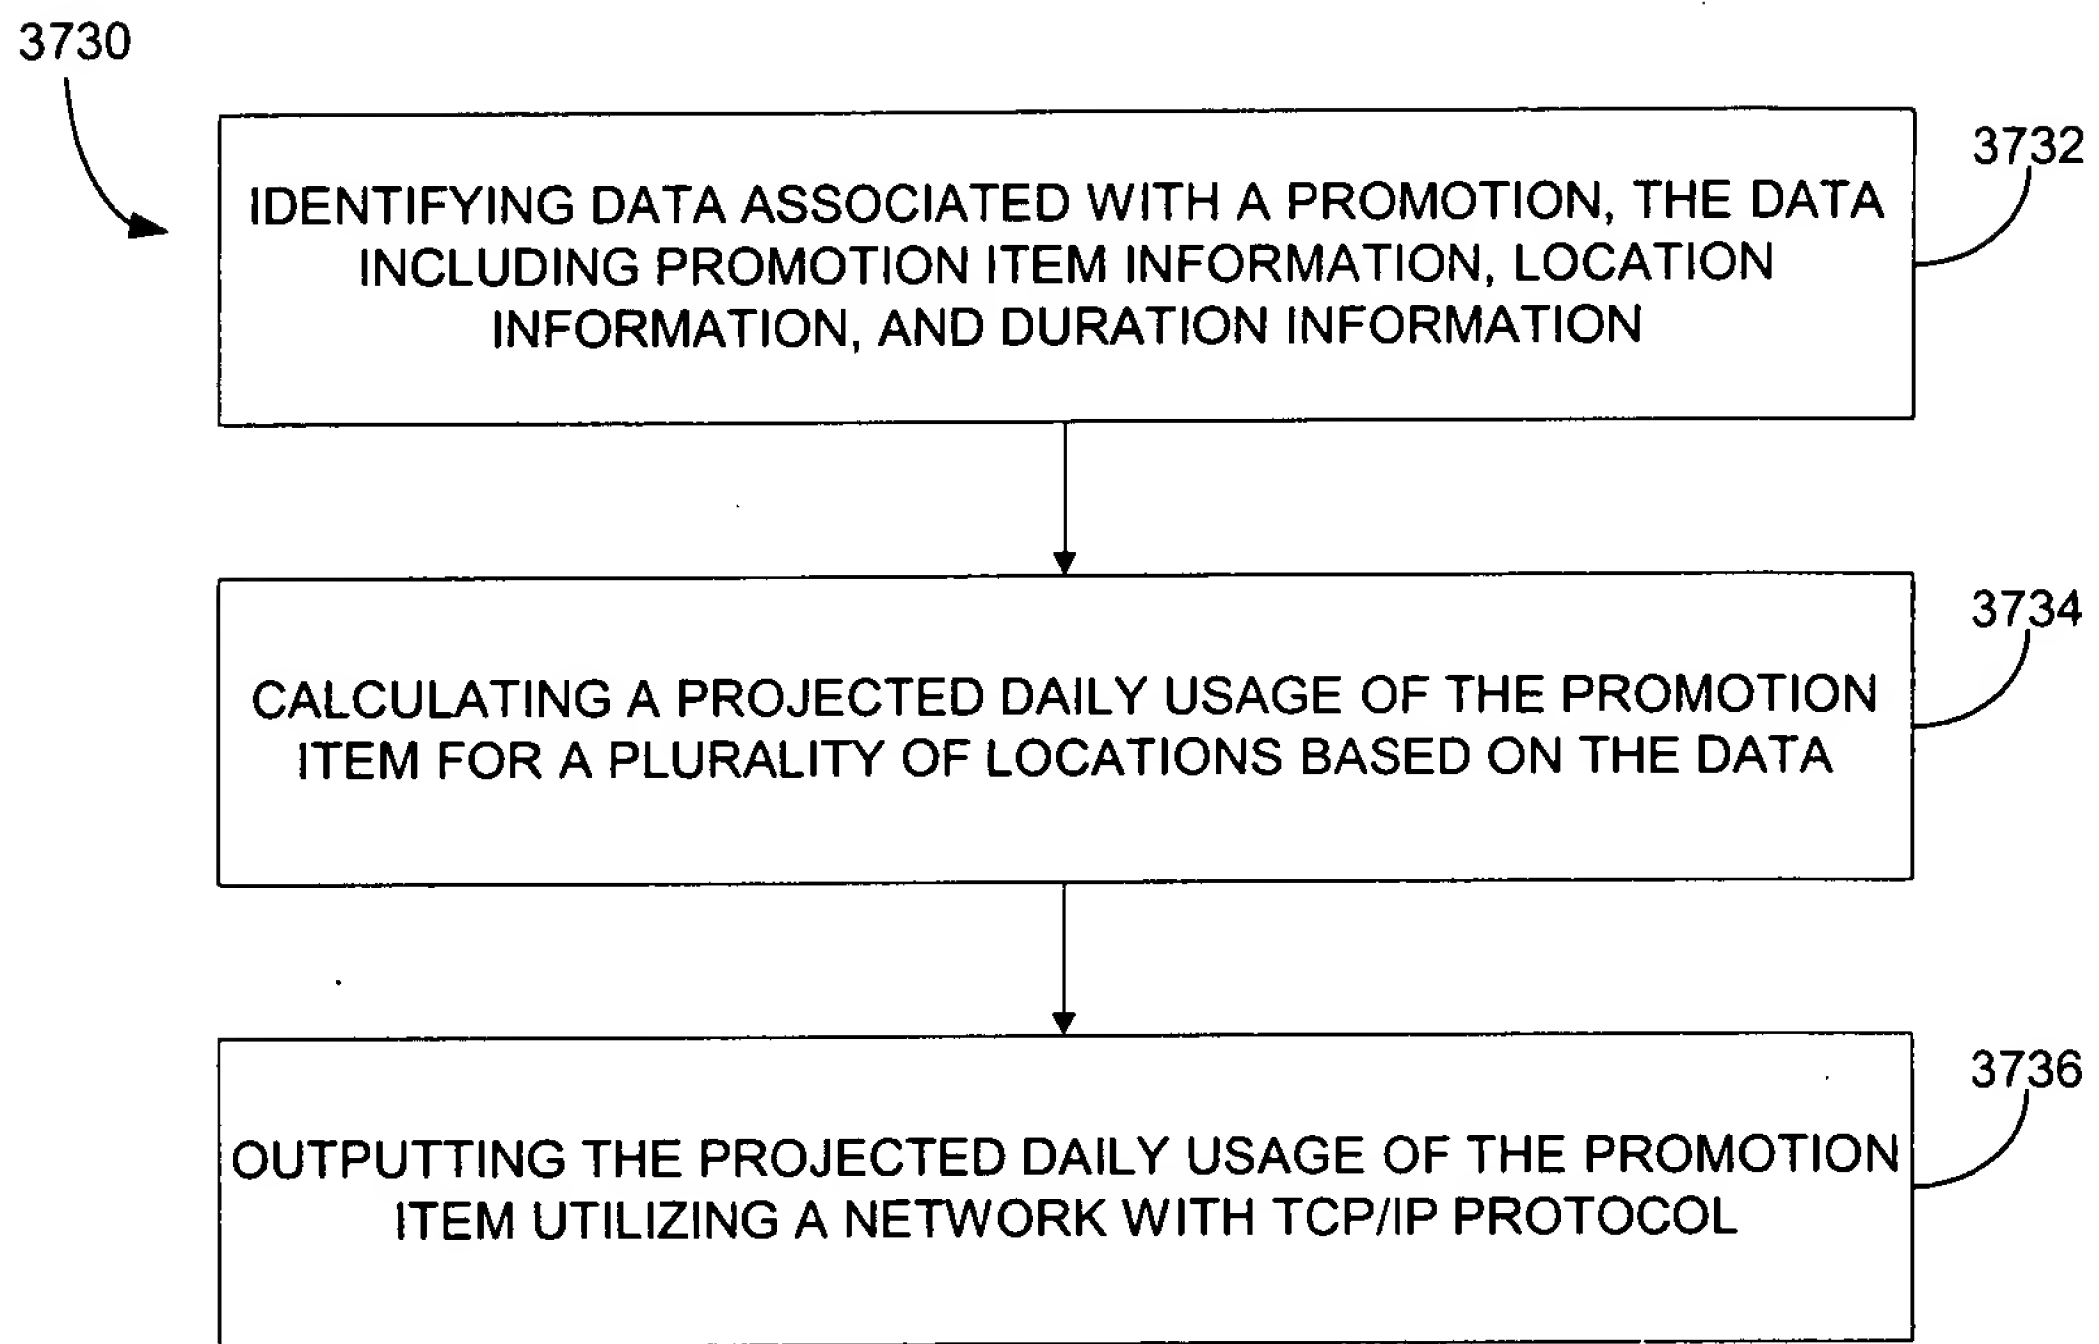 3730
3732
IDENTIFYING DATA ASSOCIATED WITH A PROMOTION, THE DATA
INCLUDING PROMOTION ITEM INFORMATION, LOCATION
INFORMATION, AND DURATION INFORMATION
3734
CALCULATING A PROJECTED DAILY USAGE OF THE PROMOTION
ITEM FOR A PLURALITY OF LOCATIONS BASED ON THE DATA
3736
OUTPUTTING THE PROJECTED DAILY USAGE OF THE PROMOTION
ITEM UTILIZING A NETWORK WITH TCP/IP PROTOCOL